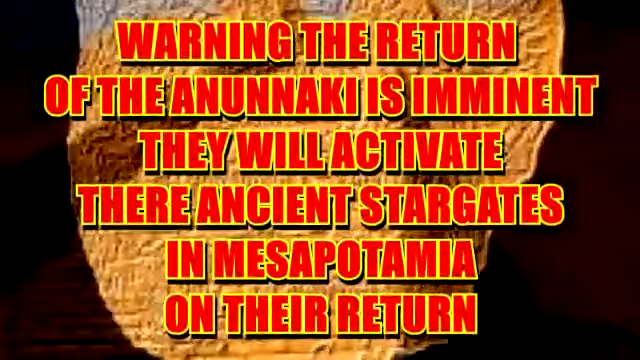 WARNING THE RETURN
OF THE ANUNNAKI IS IMMINENT
THEY WILL ACTIVATE
THERE ANCIENT STARGATES
IN MESAPOTAMIA
ON THEIR RETURN